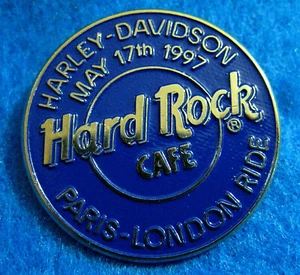 HARLEY-DAVIDSON
MAY 17th 1997
Hard Rock ®
CAFE
PARIS-LONDON RIDE